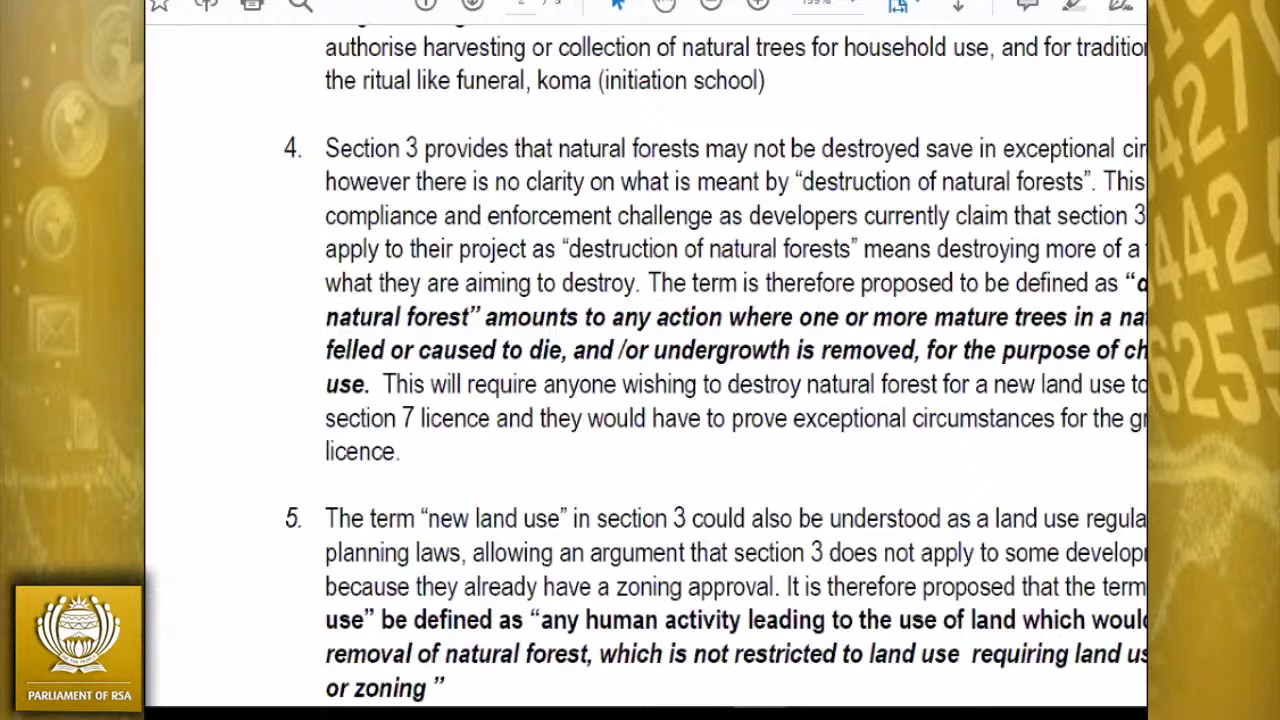 authorise harvesting or collection of natural trees for household use, and for
the ritual like funeral, koma (initiation school)
4. Section 3 provides that natural forests may not be destroyed save in exceptional
however there is no clarity on what is meant by “destruction of natural forests”. This
compliance and enforcement challenge as developers currently claim that section 3
apply to their project as “destruction of natural forests” means destroying more of a
what they are aiming to destroy. The term is therefore proposed to be defined as
natural forest” amounts to any action where one or more mature trees in a
felled or caused to die, and /or undergrowth is removed, for the purpose of
use. This will require anyone wishing to destroy natural forest for a new land use to
section 7 licence and they would have to prove exceptional circumstances for the
licence.
5. The term “new land use” in section 3 could also be understood as a land use
planning laws, allowing an argument that section 3 does not apply to some
because they already have a zoning approval. It is therefore proposed that the term
use” be defined as “any human activity leading to the use of land which
removal of natural forest, which is not restricted to land use requiring land
or zoning ”
PARLIAMENT OF RSA